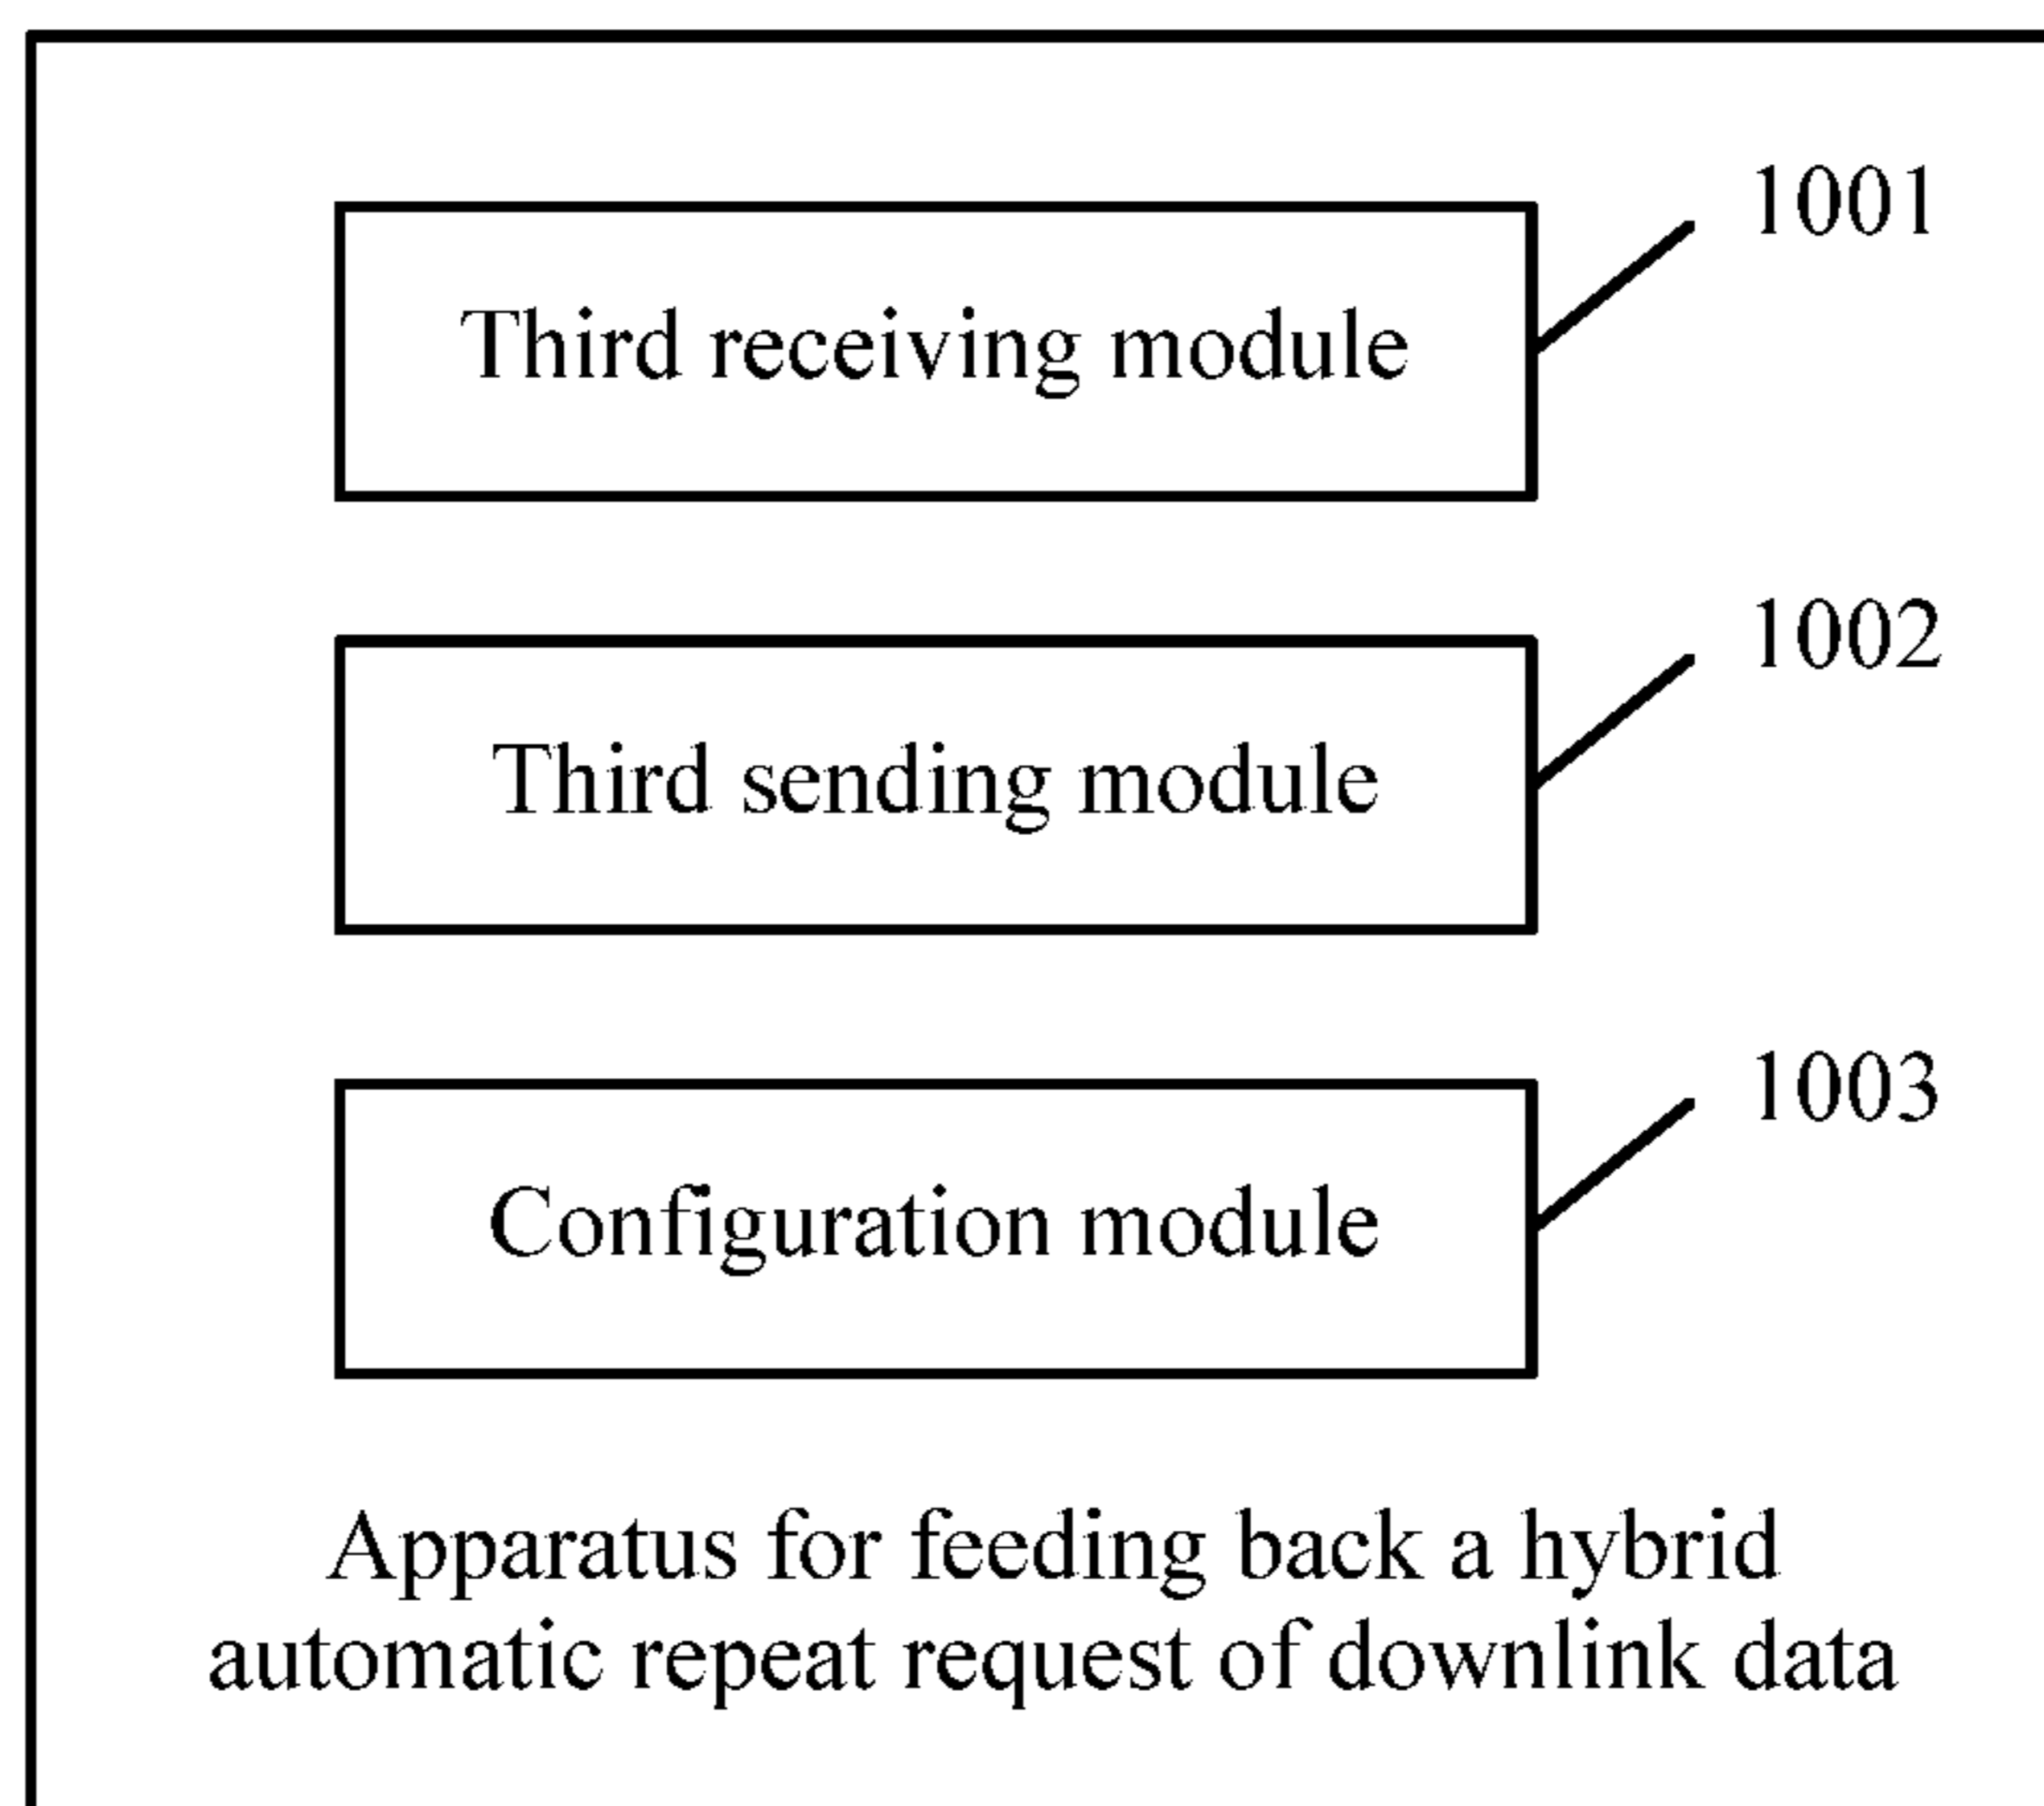 1001
Third receiving module
1002
Third sending module
1003
Configuration module
Apparatus for feeding back a hybrid
automatic repeat request of downlink data